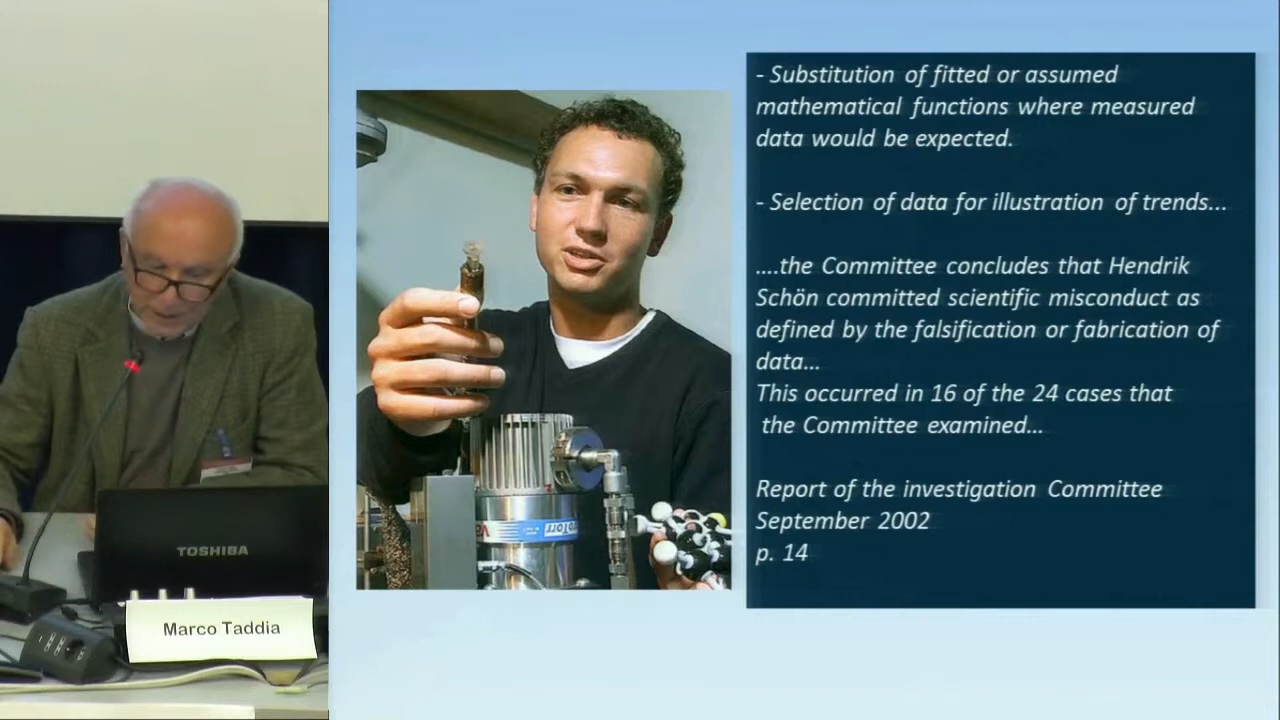 - Substitution of fitted or assumed
mathematical functions where measured
data would be expected.
- Selection of data for illustration of trends...
....the Committee concludes that Hendrik
Schön committed scientific misconduct as
defined by the falsification or fabrication of
data...
This occurred in 16 of the 24 cases that
the Committee examined...
Report of the investigation Committee
September 2002
p. 14
TOSHIBA
Marco Taddia